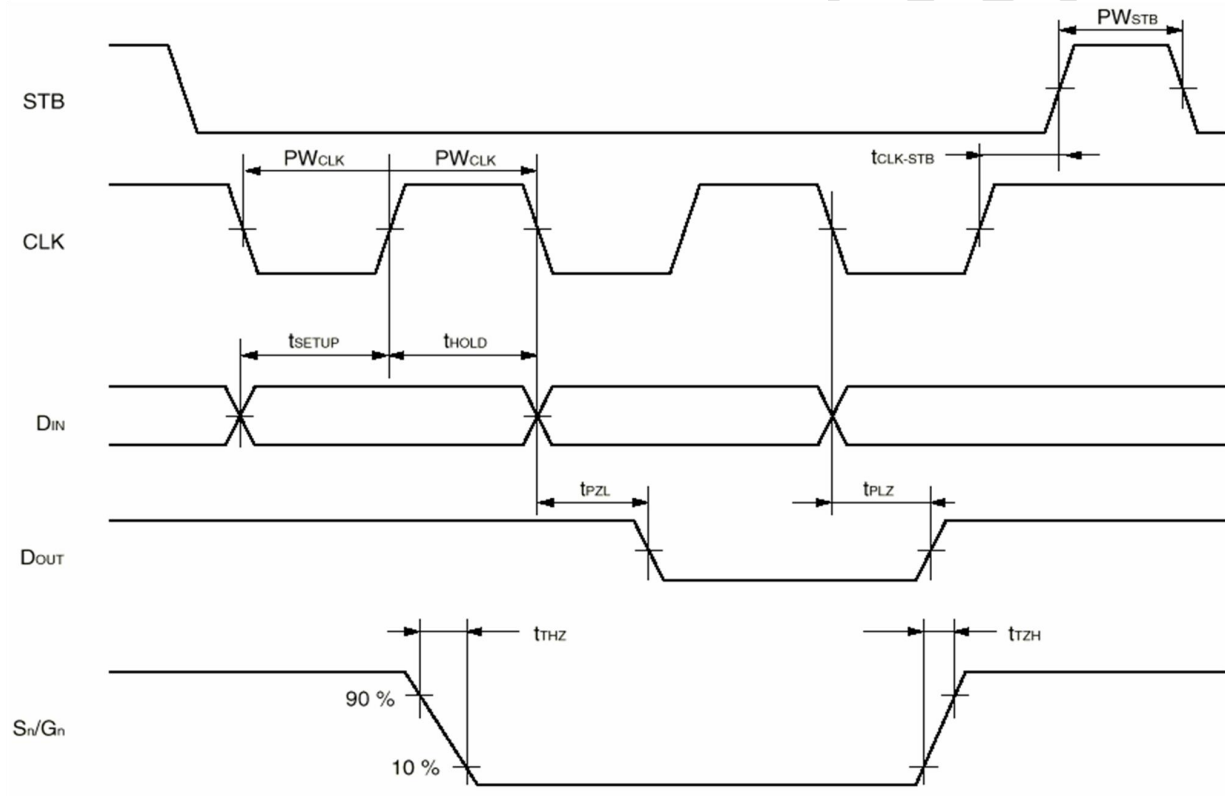 PWSTB
STB
PWCLK PWCLK
tCLK-STB
CLK
tSETUP tHOLD
DIN
tPZL tPLZ
DOUT
tTHZ tTZH
90 %
Sn/Gn
10 %